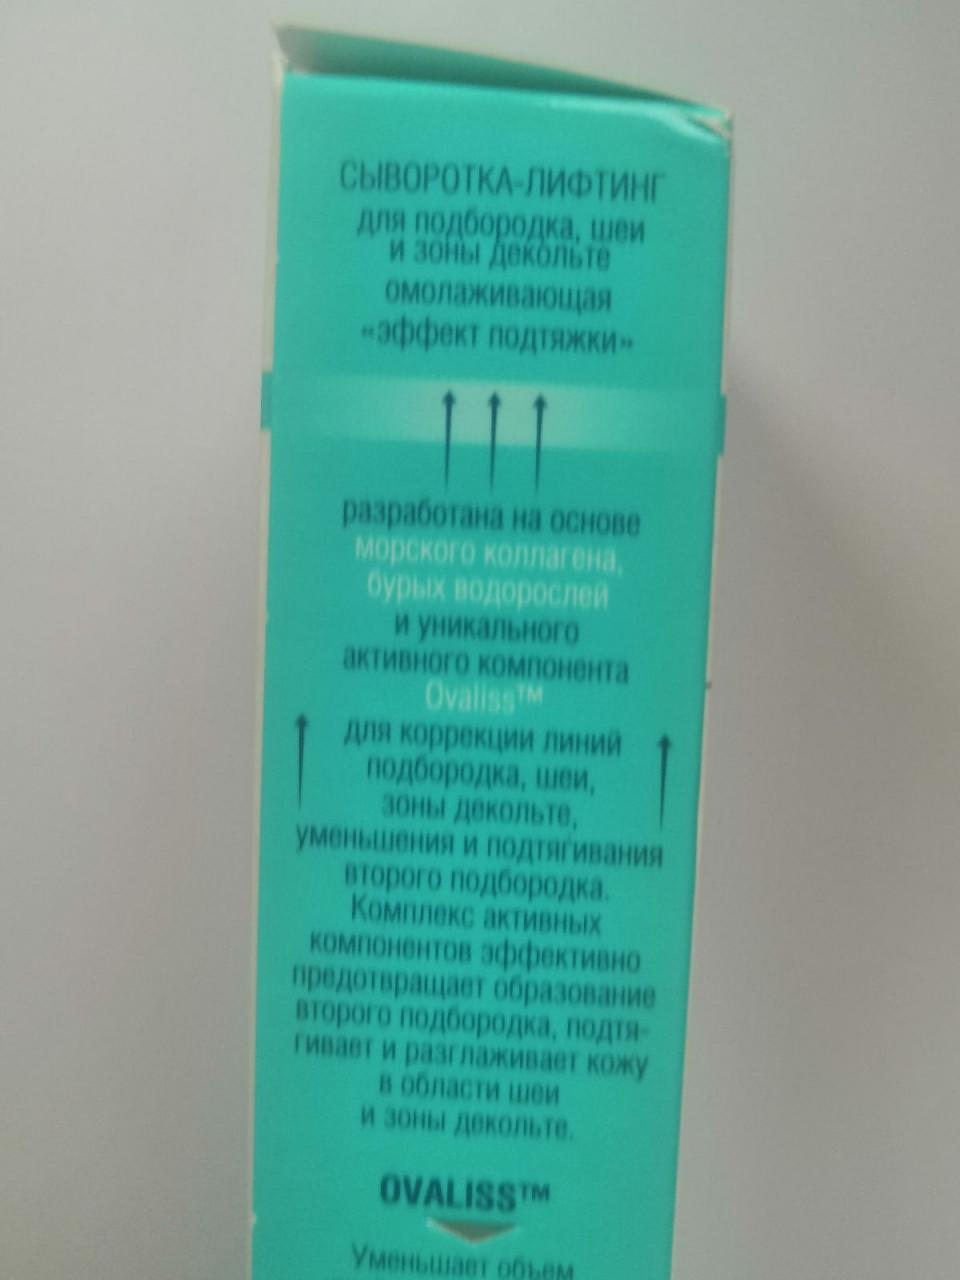 СЫВОРОТКА-ЛИФТИНГ
для подбородка, шеи
и зоны декольте
омолаживающая
«эффект подтяжки»
разработана на основе
морского коллагена,
бурых водорослей
и уникального
активного компонента
Ovaliss™
для коррекции линий
подбородка, шеи,
зоны декольте,
уменьшения и подтягивания
второго подбородка.
Комплекс активных
компонентов эффективно
предотвращает образование
второго подбородка, подтя-
гивает и разглаживает кожу
в области шеи
и зоны декольте.
OVALISS™
Уменьшает объем